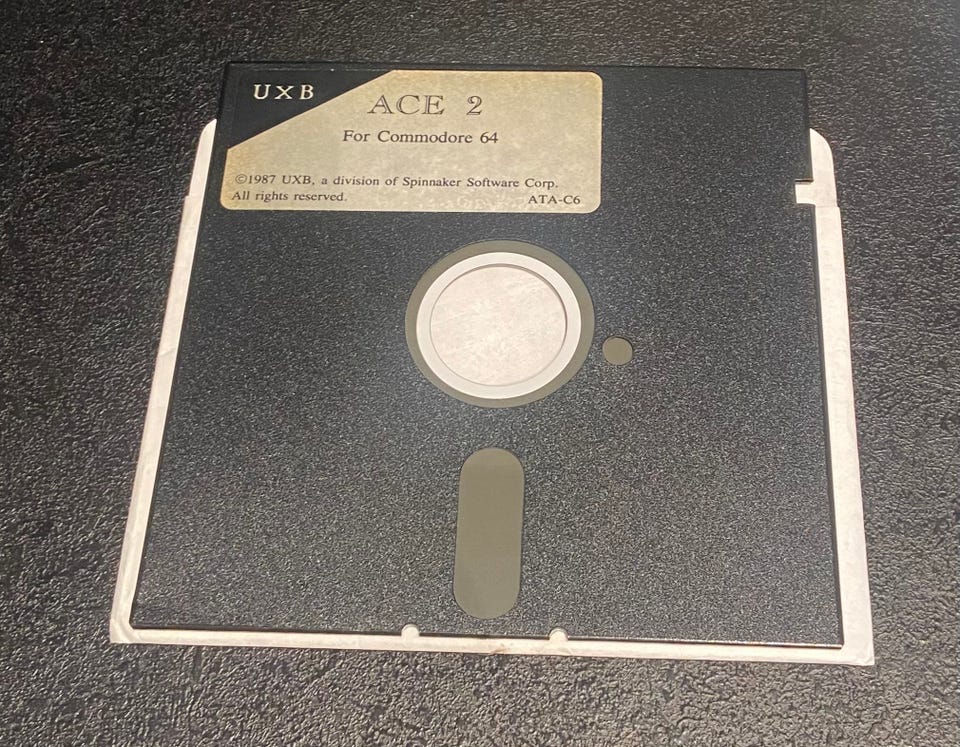 UXB
ACE 2
For Commodore 64
©1987 UXB, a division of Spinnaker Software Corp.
All rights reserved. ATA-C6